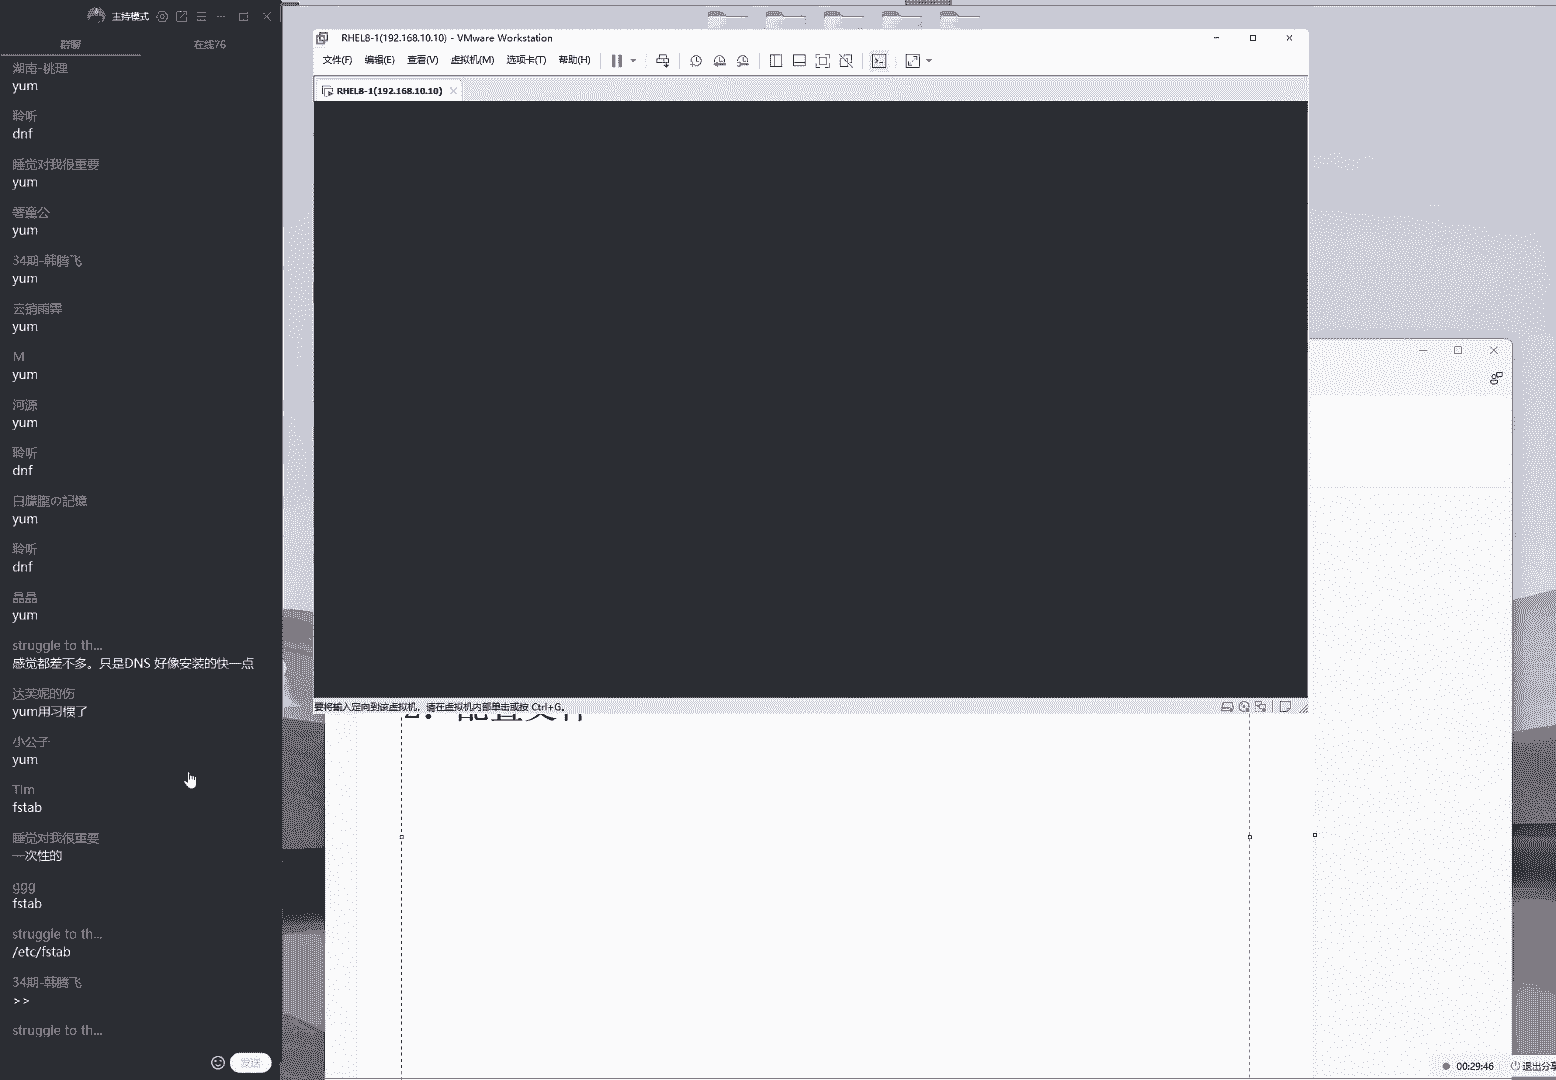 主持模式
群聊
在线76
湖南-桃理
yum
聆听
dnf
睡觉对我很重要
yum
yum
34期-韩腾飞
yum
云销雨霁
yum
M
yum
河源
yum
聆听
dnf
白朦朧の記憶
yum
聆听
dnf
晶晶
yum
struggle to th...
感觉都差不多。只是DNS 好像安装的快一点
达芙妮的伤
yum用习惯了
小公子
yum
Tim
fstab
睡觉对我很重要
一次性的
ggg
fstab
struggle to th...
/etc/fstab
34期-韩腾飞
>>
struggle to th...
发送
RHEL8-1(192.168.10.10) - VMware Workstation
文件(F) 编辑(E) 查看(V) 虚拟机(M) 选项卡(T) 帮助(H)
RHEL8-1(192.168.10.10)
要将输入定向到该虚拟机，请在虚拟机内部单击或按 Ctrl+G。
2. 配置文件
00:29:46
退出分享